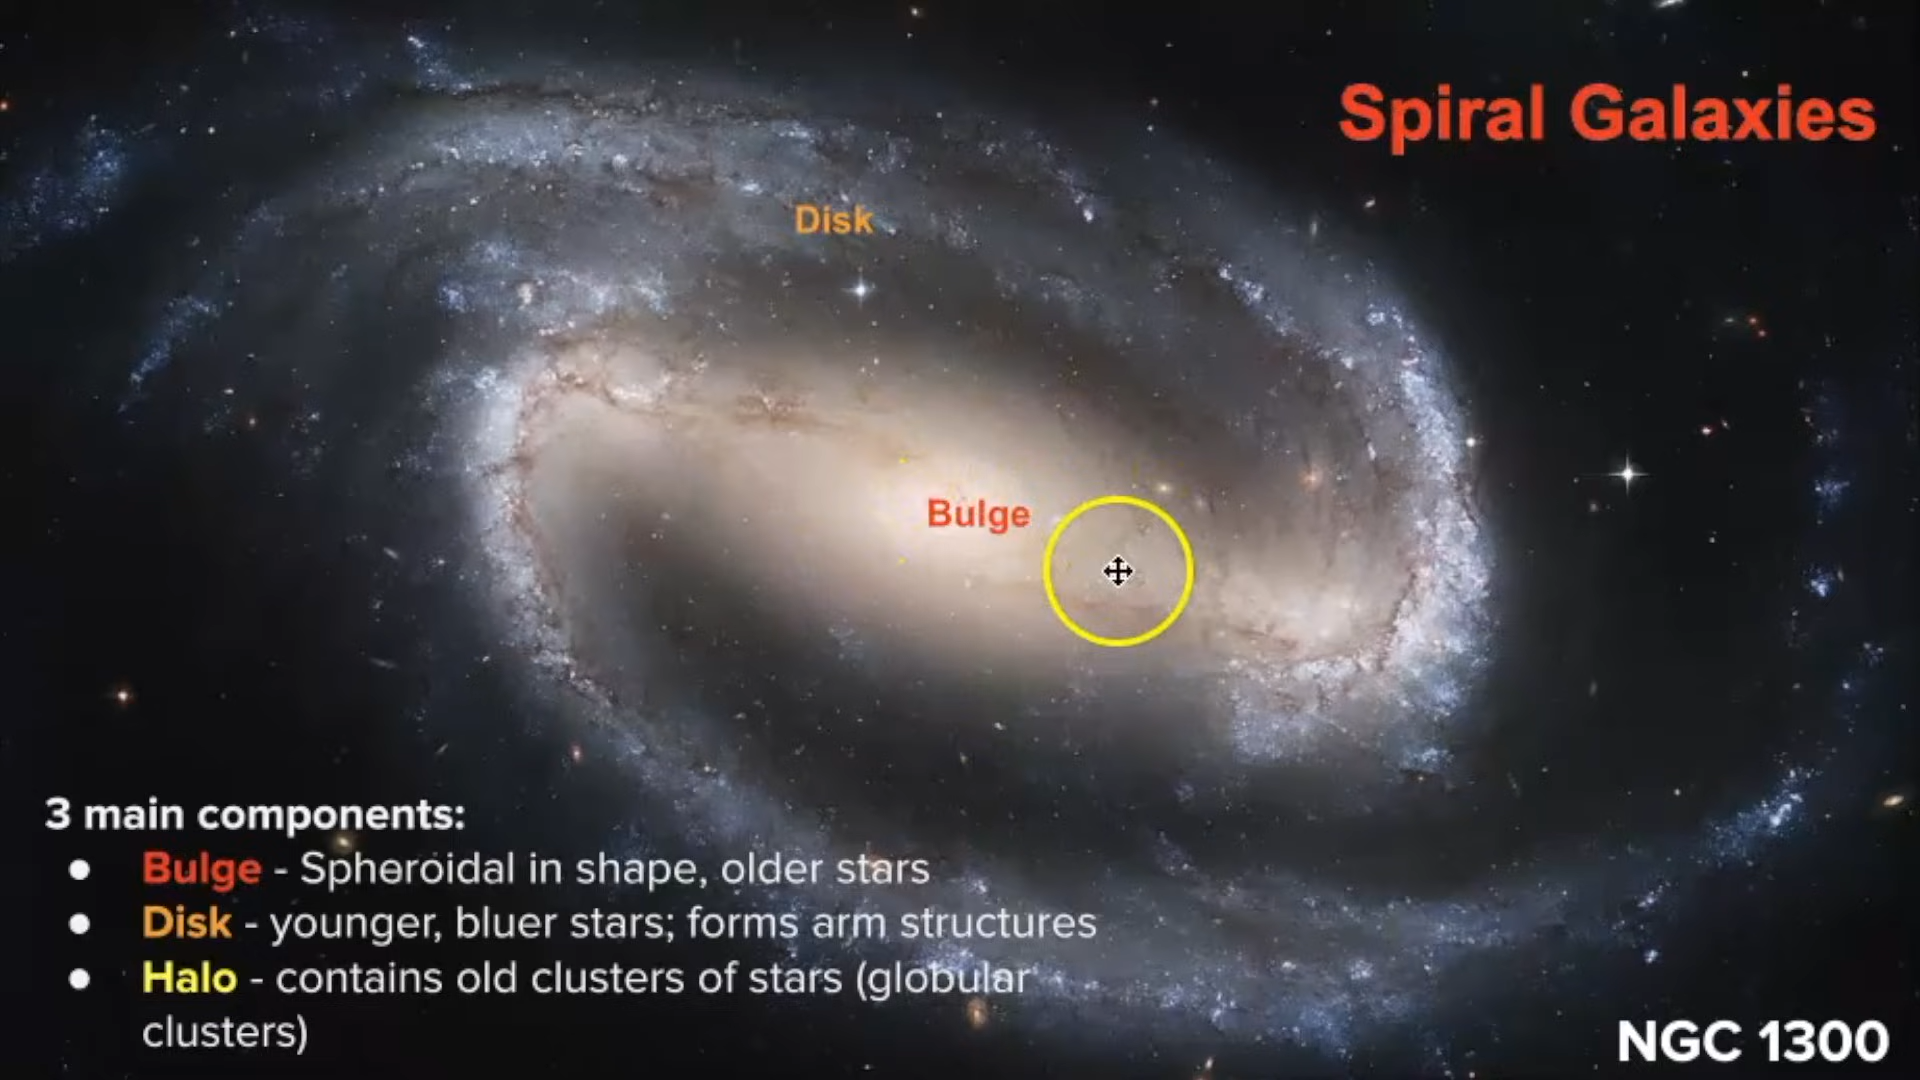 Spiral Galaxies
Disk
Bulge
3 main components:
● Bulge - Spheroidal in shape, older stars
● Disk - younger, bluer stars; forms arm structures
● Halo - contains old clusters of stars (globular
clusters)
NGC 1300